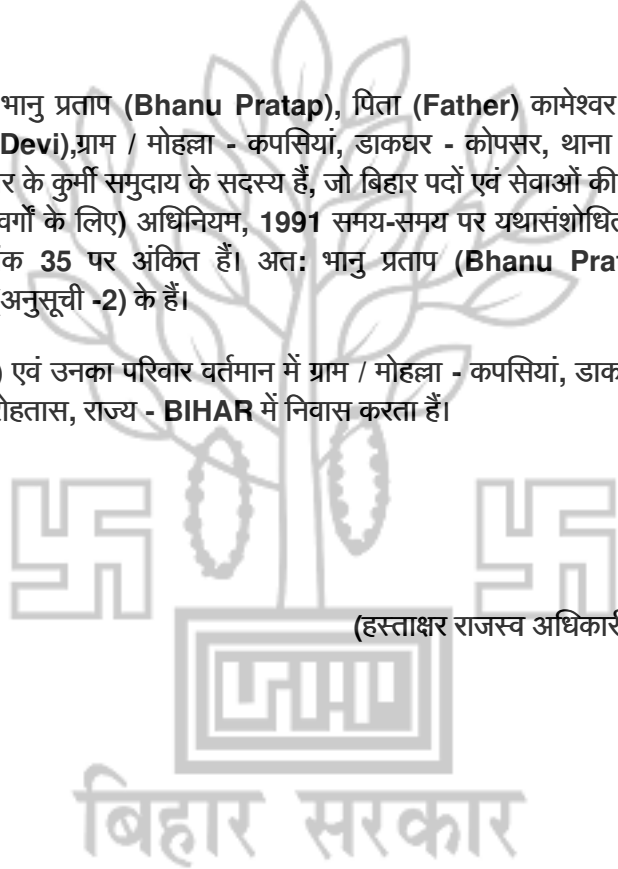 भानु प्रताप (Bhanu Pratap), पिता (Father) कामेश्वर
Devi),ग्राम / मोहल्ला - कपसियां, डाकघर - कोपसर, थाना
र के कुर्मी समुदाय के सदस्य हैं, जो बिहार पदों एवं सेवाओं की
वर्गों के लिए) अधिनियम, 1991 समय-समय पर यथासंशोधित
क 35 पर अंकित हैं। अत: भानु प्रताप (Bhanu Pra
(अनुसूची -2) के हैं।
) एवं उनका परिवार वर्तमान में ग्राम / मोहल्ला - कपसियां, डाक
रोहतास, राज्य - BIHAR में निवास करता हैं।
(हस्ताक्षर राजस्व अधिकारी
बिहार सरकार